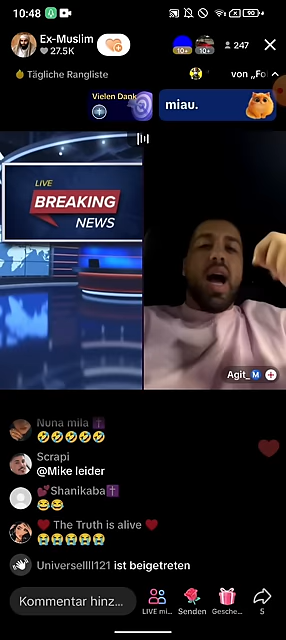 10:48
Ex-Muslim
27.5K
10+
10+
247
Tägliche Rangliste
von „Fo
Vielen Dank
miau.
LIVE
BREAKING
NEWS
Agit_ M
Nuna mila ✝️
🤣🤣🤣🤣🤣
Scrapi
@Mike leider
💕Shanikaba✝️
😂😂
❤️ The Truth is alive ❤️
😭😭😭😭😭
Universellll121 ist beigetreten
Kommentar hinz...
LIVE mi...
Senden
Gesche...
5